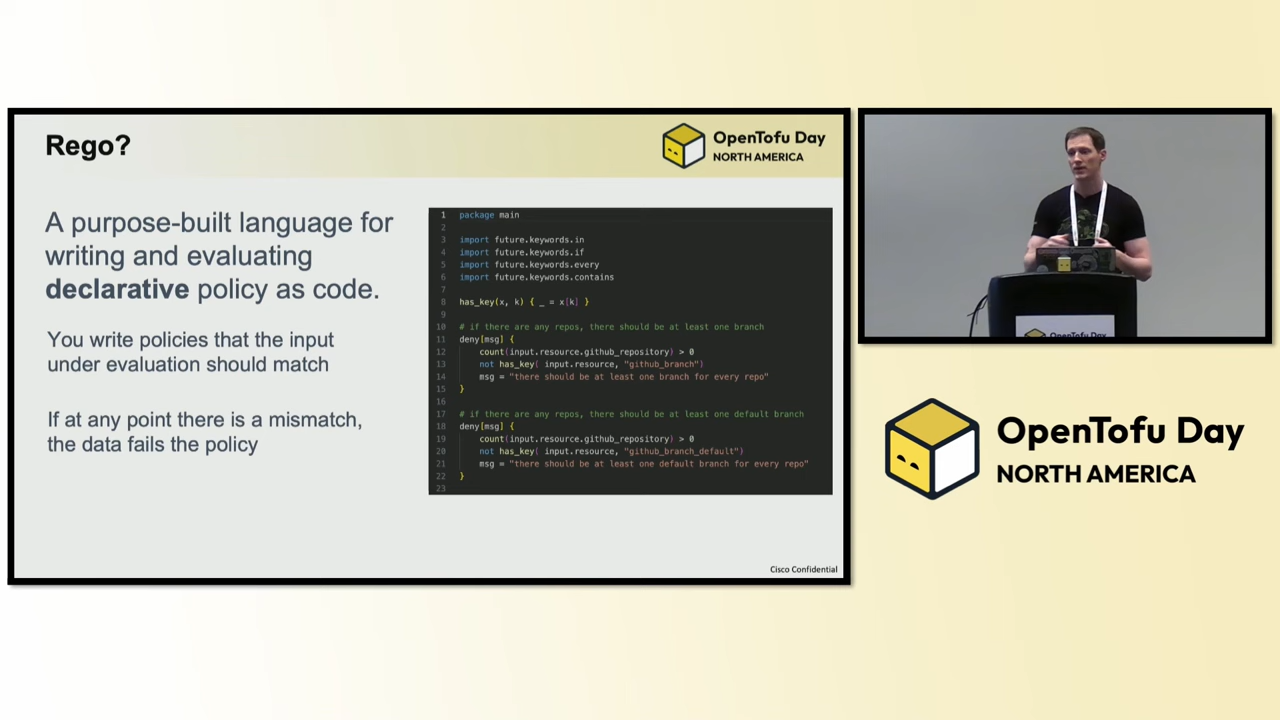 Rego?
OpenTofu Day
NORTH AMERICA
A purpose-built language for
writing and evaluating
declarative policy as code.
You write policies that the input
under evaluation should match
If at any point there is a mismatch,
the data fails the policy
1 package main
2
3 import future.keywords.in
4 import future.keywords.if
5 import future.keywords.every
6 import future.keywords.contains
7
8 has_key(x, k) { _ = x[k] }
9
10 # if there are any repos, there should be at least one branch
11 deny[msg] {
12 count(input.resource.github_repository) > 0
13 not has_key( input.resource, "github_branch")
14 msg = "there should be at least one branch for every repo"
15 }
16
17 # if there are any repos, there should be at least one default branch
18 deny[msg] {
19 count(input.resource.github_repository) > 0
20 not has_key( input.resource, "github_branch_default")
21 msg = "there should be at least one default branch for every repo"
22 }
23
Cisco Confidential
OpenTofu Day
OpenTofu Day
NORTH AMERICA